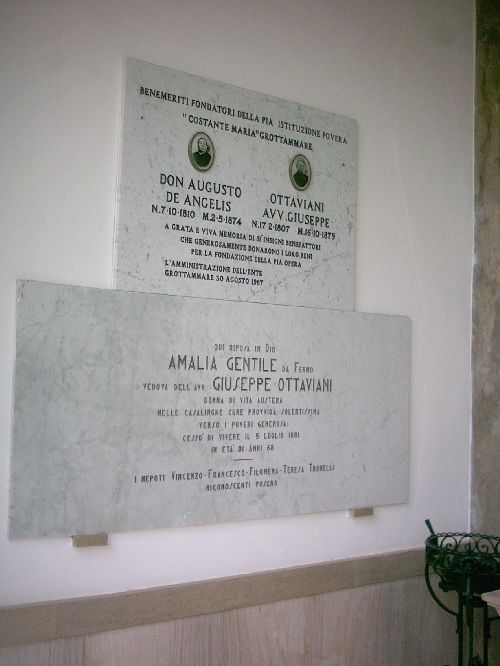 BENEMERITI FONDATORI DELLA PIA ISTITUZIONE POVERA
"COSTANTE MARIA" GROTTAMMARE
DON AUGUSTO
DE ANGELIS
N.7-10-1810 M.2-5-1874
OTTAVIANI
AVV. GIUSEPPE
N.17-2-1807 M.16-10-1879
A GRATA E VIVA MEMORIA DI SI' INSIGNI BENEFATTORI
CHE GENEROSAMENTE DONARONO I LORO BENI
PER LA FONDAZIONE DELLA PIA OPERA
L'AMMINISTRAZIONE DELL'ENTE
GROTTAMMARE 30 AGOSTO 1967
QUI RIPOSA IN DIO
AMALIA GENTILE DA FERMO
VEDOVA DELL'AVV. GIUSEPPE OTTAVIANI
DONNA DI VITA AUSTERA
NELLE CASALINGHE CURE PROVVIDA SOLERTISSIMA
VERSO I POVERI GENEROSA
CESSO' DI VIVERE IL 5 LUGLIO 1881
IN ETA' DI ANNI 68
I NEPOTI VINCENZO-FRANCESCO-FILOMENA-TERESA TROMELLI
RICONOSCENTI POSERO